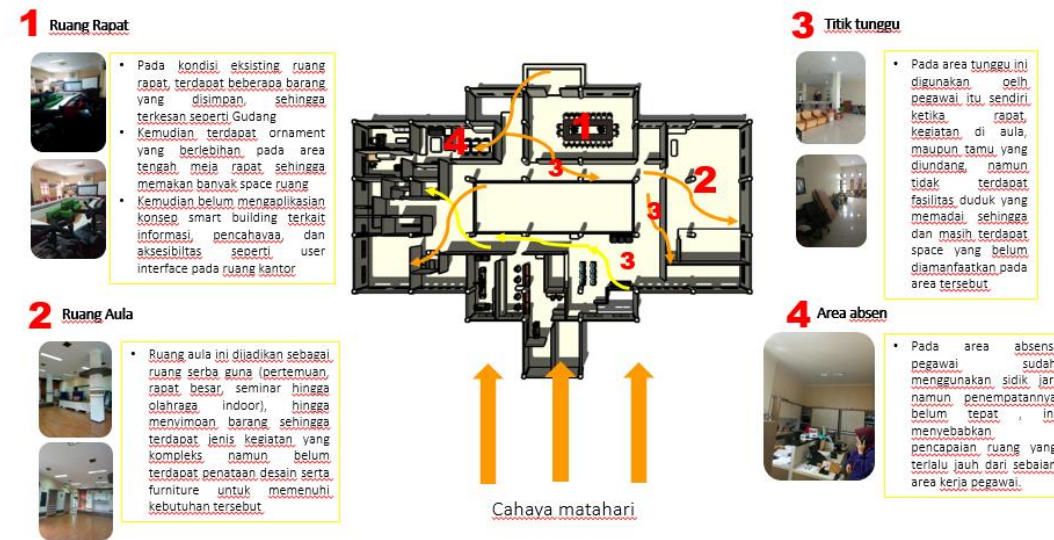 1 Ruang Rapat
• Pada kondisi eksisting ruang
rapat, terdapat beberapa barang
yang disimpan, sehingga
terkesan seperti Gudang
• Kemudian terdapat ornament
yang berlebihan pada area
tengah meja rapat sehingga
memakan banyak space ruang
• Kemudian belum mengaplikasian
konsep smart building terkait
informasi, pencahayaa, dan
aksesibiltas seperti user
interface pada ruang kantor
2 Ruang Aula
• Ruang aula ini dijadikan sebagai
ruang serba guna (pertemuan,
rapat besar, seminar hingga
olahraga indoor), hingga
menyimoan barang sehingga
terdapat jenis kegiatan yang
kompleks namun belum
terdapat penataan desain serta
furniture untuk memenuhi
kebutuhan tersebut
1
4
3
2
3
3
Cahaya matahari
3 Titik tunggu
• Pada area tunggu ini
digunakan oelh
pegawai itu sendiri
ketika rapat,
kegiatan di aula,
maupun tamu yang
diundang, namun
tidak terdapat
fasilitas duduk yang
memadai sehingga
dan masih terdapat
space yang belum
diamanfaatkan pada
area tersebut
4 Area absen
• Pada area absens
pegawai sudah
menggunakan sidik jar
namun penempatannya
belum tepat , in
menyebabkan
pencapaian ruang yang
terlalu jauh dari sebaian
area kerja pegawai.